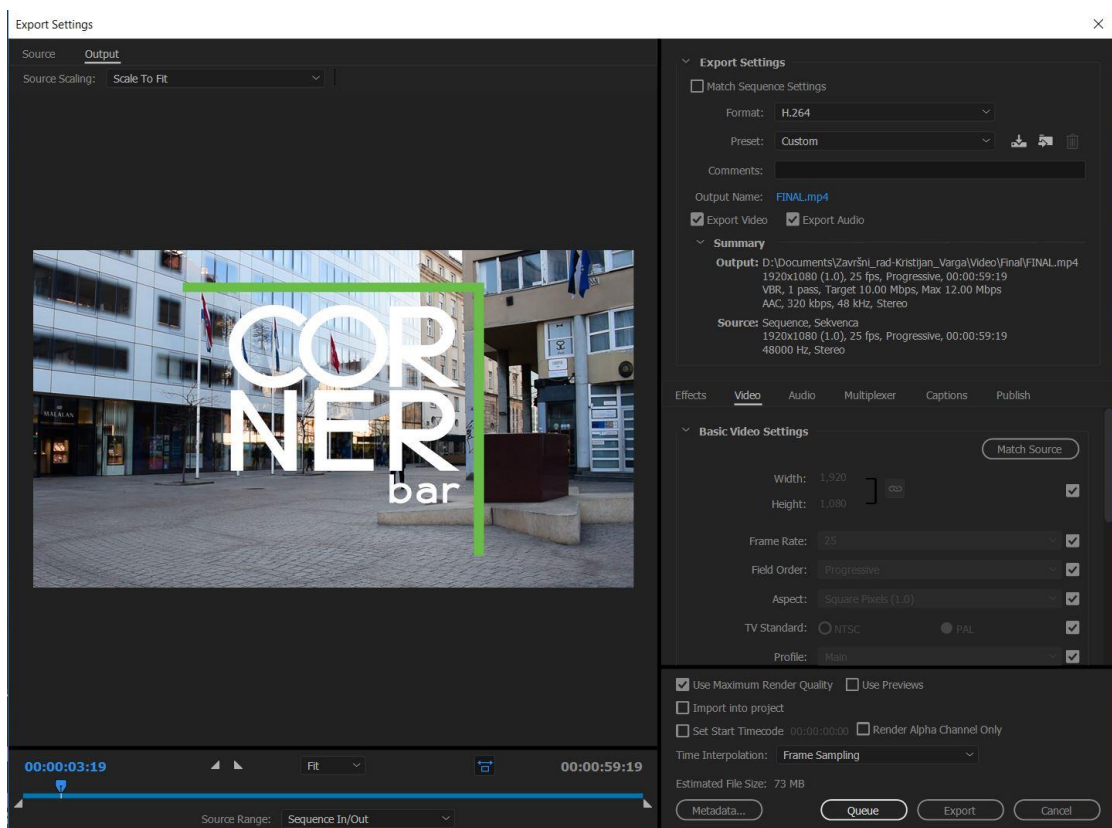 Export Settings
Source Output
Source Scaling: Scale To Fit
MALALAN
COR
NER
bar
00:00:03:19 Fit 00:00:59:19
Source Range: Sequence In/Out
Export Settings
Match Sequence Settings
Format: H.264
Preset: Custom
Comments:
Output Name: FINAL.mp4
Export Video Export Audio
Summary
Output: D:\Documents\Završni_rad-Kristijan_Varga\Video\Final\FINAL.mp4
1920x1080 (1.0), 25 fps, Progressive, 00:00:59:19
VBR, 1 pass, Target 10.00 Mbps, Max 12.00 Mbps
AAC, 320 kbps, 48 kHz, Stereo
Source: Sequence, Sekvenca
1920x1080 (1.0), 25 fps, Progressive, 00:00:59:19
48000 Hz, Stereo
Effects Video Audio Multiplexer Captions Publish
Basic Video Settings
Match Source
Width: 1,920
Height: 1,080
Frame Rate: 25
Field Order: Progressive
Aspect: Square Pixels (1.0)
TV Standard: NTSC PAL
Profile: Main
Use Maximum Render Quality Use Previews
Import into project
Set Start Timecode 00:00:00:00 Render Alpha Channel Only
Time Interpolation: Frame Sampling
Estimated File Size: 73 MB
Metadata... Queue Export Cancel